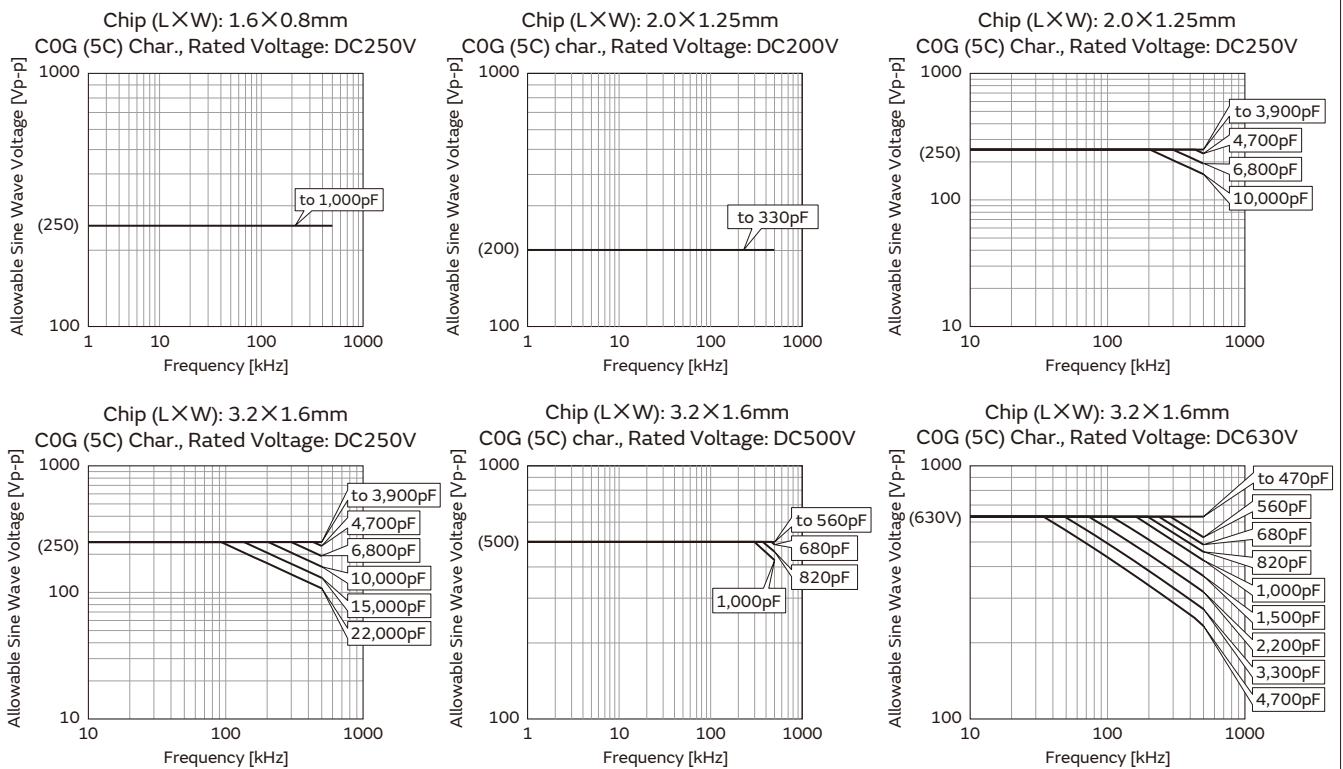 Chip (L×W): 1.6×0.8mm
C0G (5C) Char., Rated Voltage: DC250V
Allowable Sine Wave Voltage [Vp-p]
1000
(250)
100
to 1,000pF
1
10
100
1000
Frequency [kHz]
Chip (L×W): 2.0×1.25mm
C0G (5C) char., Rated Voltage: DC200V
Allowable Sine Wave Voltage [Vp-p]
1000
(200)
100
to 330pF
1
10
100
1000
Frequency [kHz]
Chip (L×W): 2.0×1.25mm
C0G (5C) Char., Rated Voltage: DC250V
Allowable Sine Wave Voltage [Vp-p]
1000
(250)
100
10
to 3,900pF
4,700pF
6,800pF
10,000pF
10
100
1000
Frequency [kHz]
Chip (L×W): 3.2×1.6mm
C0G (5C) Char., Rated Voltage: DC250V
Allowable Sine Wave Voltage [Vp-p]
1000
(250)
100
10
to 3,900pF
4,700pF
6,800pF
10,000pF
15,000pF
22,000pF
10
100
1000
Frequency [kHz]
Chip (L×W): 3.2×1.6mm
C0G (5C) char., Rated Voltage: DC500V
Allowable Sine Wave Voltage [Vp-p]
1000
(500)
100
to 560pF
680pF
820pF
1,000pF
1
10
100
1000
Frequency [kHz]
Chip (L×W): 3.2×1.6mm
C0G (5C) Char., Rated Voltage: DC630V
Allowable Sine Wave Voltage [Vp-p]
1000
(630V)
100
to 470pF
560pF
680pF
820pF
1,000pF
1,500pF
2,200pF
3,300pF
4,700pF
10
100
1000
Frequency [kHz]